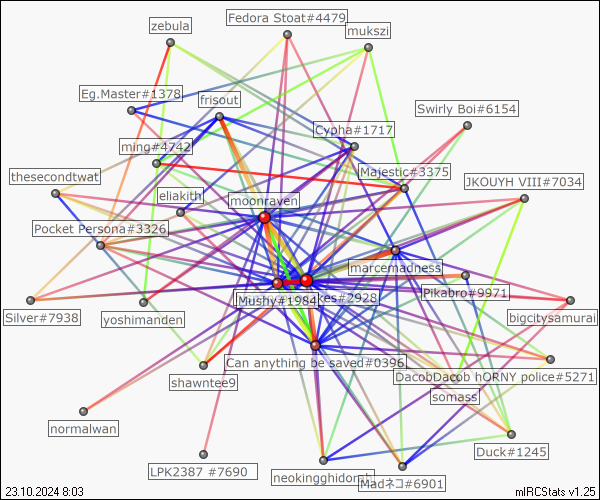 Fedora Stoat#4479
zebula
mukszi
Eg.Master#1378
frisout
Swirly Boi#6154
Cypha#1717
ming#4742
Majestic#3375
thesecondtwat
JKOUYH VIII#7034
eliakith
moonraven
Pocket Persona#3326
marcemadness
Pikabro#9971
Mushy#1984
kes#2928
Silver#7938
yoshimanden
bigcitysamurai
Can anything be saved#0396
shawntee9
DacobDacob hORNY police#5271
somass
normalwan
Duck#1245
LPK2387 #7690
neokingghidorah
Madネコ#6901
23.10.2024 8:03
mIRCStats v1.25